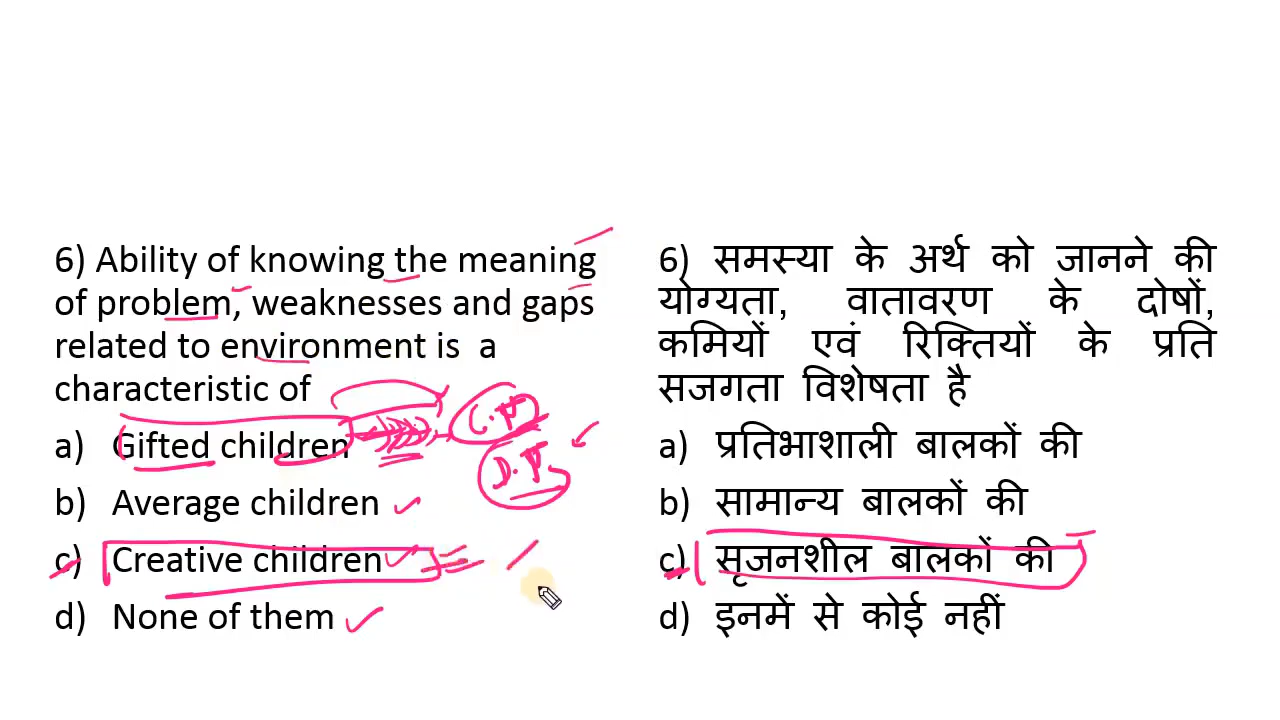 6) Ability of knowing the meaning
of problem, weaknesses and gaps
related to environment is a
characteristic of
a) Gifted children
b) Average children
c) Creative children
d) None of them
C.P
D.P
6) समस्या के अर्थ को जानने की
योग्यता, वातावरण के दोषों,
कमियों एवं रिक्तियों के प्रति
सजगता विशेषता है
a) प्रतिभाशाली बालकों की
b) सामान्य बालकों की
c) सृजनशील बालकों की
d) इनमें से कोई नहीं